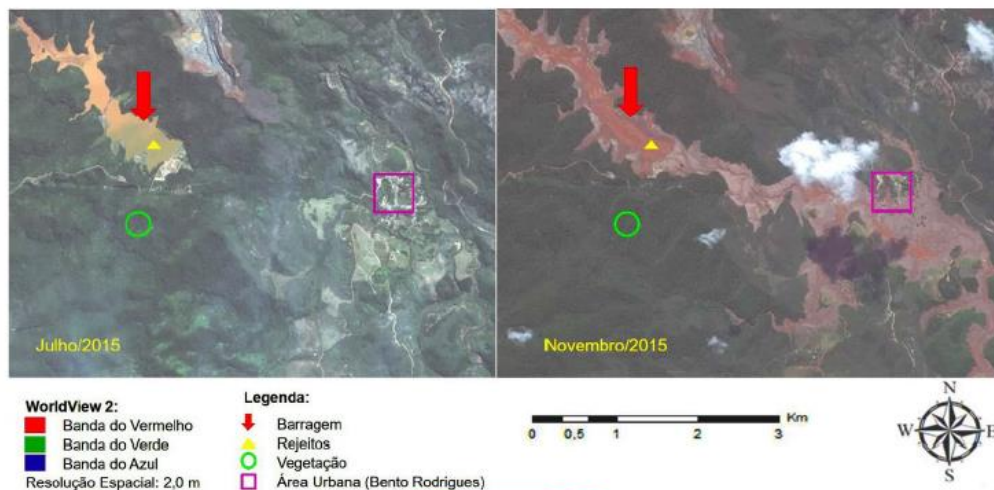 Julho/2015
Novembro/2015
WorldView 2:
Banda do Vermelho
Banda do Verde
Banda do Azul
Resolução Espacial: 2,0 m
Legenda:
Barragem
Rejeitos
Vegetação
Área Urbana (Bento Rodrigues)
Km
0 0,5 1 2 3
N
W E
S